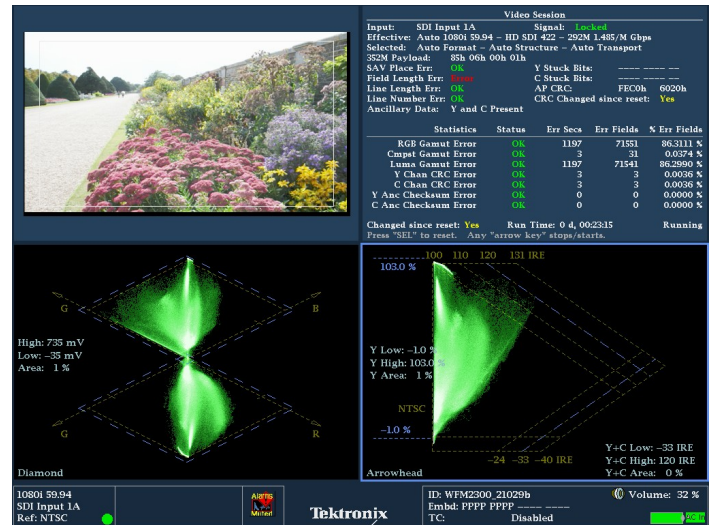 Video Session
Input: SDI Input 1A Signal: Locked
Effective: Auto 1080i 59.94 – HD SDI 422 – 292M 1.485/M Gbps
Selected: Auto Format – Auto Structure – Auto Transport
352M Payload: 85h 06h 00h 01h
SAV Place Err: OK Y Stuck Bits: ---- ---- -- --
Field Length Err: Error C Stuck Bits: ---- ---- -- --
Line Length Err: OK AP CRC: FEC0h 6020h
Line Number Err: OK CRC Changed since reset: Yes
Ancillary Data: Y and C Present
Statistics Status Err Secs Err Fields % Err Fields
RGB Gamut Error OK 1197 71551 86.3111 %
Cmpst Gamut Error OK 3 31 0.0374 %
Luma Gamut Error OK 1197 71541 86.2990 %
Y Chan CRC Error OK 3 3 0.0036 %
C Chan CRC Error OK 3 3 0.0036 %
Y Anc Checksum Error OK 0 0 0.0000 %
C Anc Checksum Error OK 0 0 0.0000 %
Changed since reset: Yes Run Time: 0 d, 00:23:15 Running
Press "SEL" to reset. Any "arrow key" stops/starts.
G B
High: 735 mV
Low: –35 mV
Area: 1 %
G R
Diamond
100 110 120 131 IRE
103.0 %
Y Low: –1.0 %
Y High: 103.0 %
Y Area: 1 %
NTSC
–1.0 %
–24 –33 –40 IRE
Y+C Low: –33 IRE
Y+C High: 120 IRE
Y+C Area: 0 %
Arrowhead
1080i 59.94
SDI Input 1A
Ref: NTSC
Alarms
Muted
Tektronix
ID: WFM2300_21029b
Embd: PPPP PPPP ---- ----
TC: Disabled
Volume: 32 %
AC In